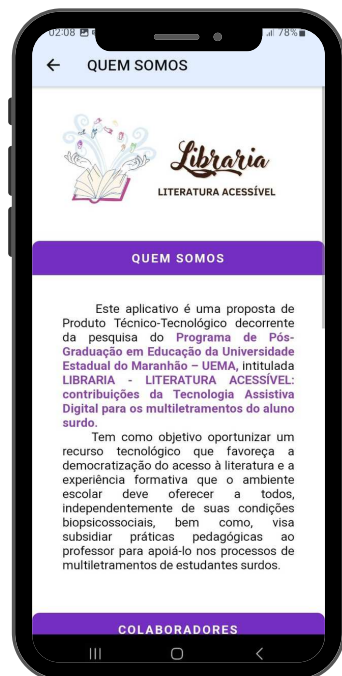 02:08 78%
QUEM SOMOS
Libraria
LITERATURA ACESSÍVEL
QUEM SOMOS
Este aplicativo é uma proposta de
Produto Técnico-Tecnológico decorrente
da pesquisa do Programa de Pós-
Graduação em Educação da Universidade
Estadual do Maranhão – UEMA, intitulada
LIBRARIA - LITERATURA ACESSÍVEL:
contribuições da Tecnologia Assistiva
Digital para os multiletramentos do aluno
surdo.
Tem como objetivo oportunizar um
recurso tecnológico que favoreça a
democratização do acesso à literatura e a
experiência formativa que o ambiente
escolar deve oferecer a todos,
independentemente de suas condições
biopsicossociais, bem como, visa
subsidiar práticas pedagógicas ao
professor para apoiá-lo nos processos de
multiletramentos de estudantes surdos.
COLABORADORES